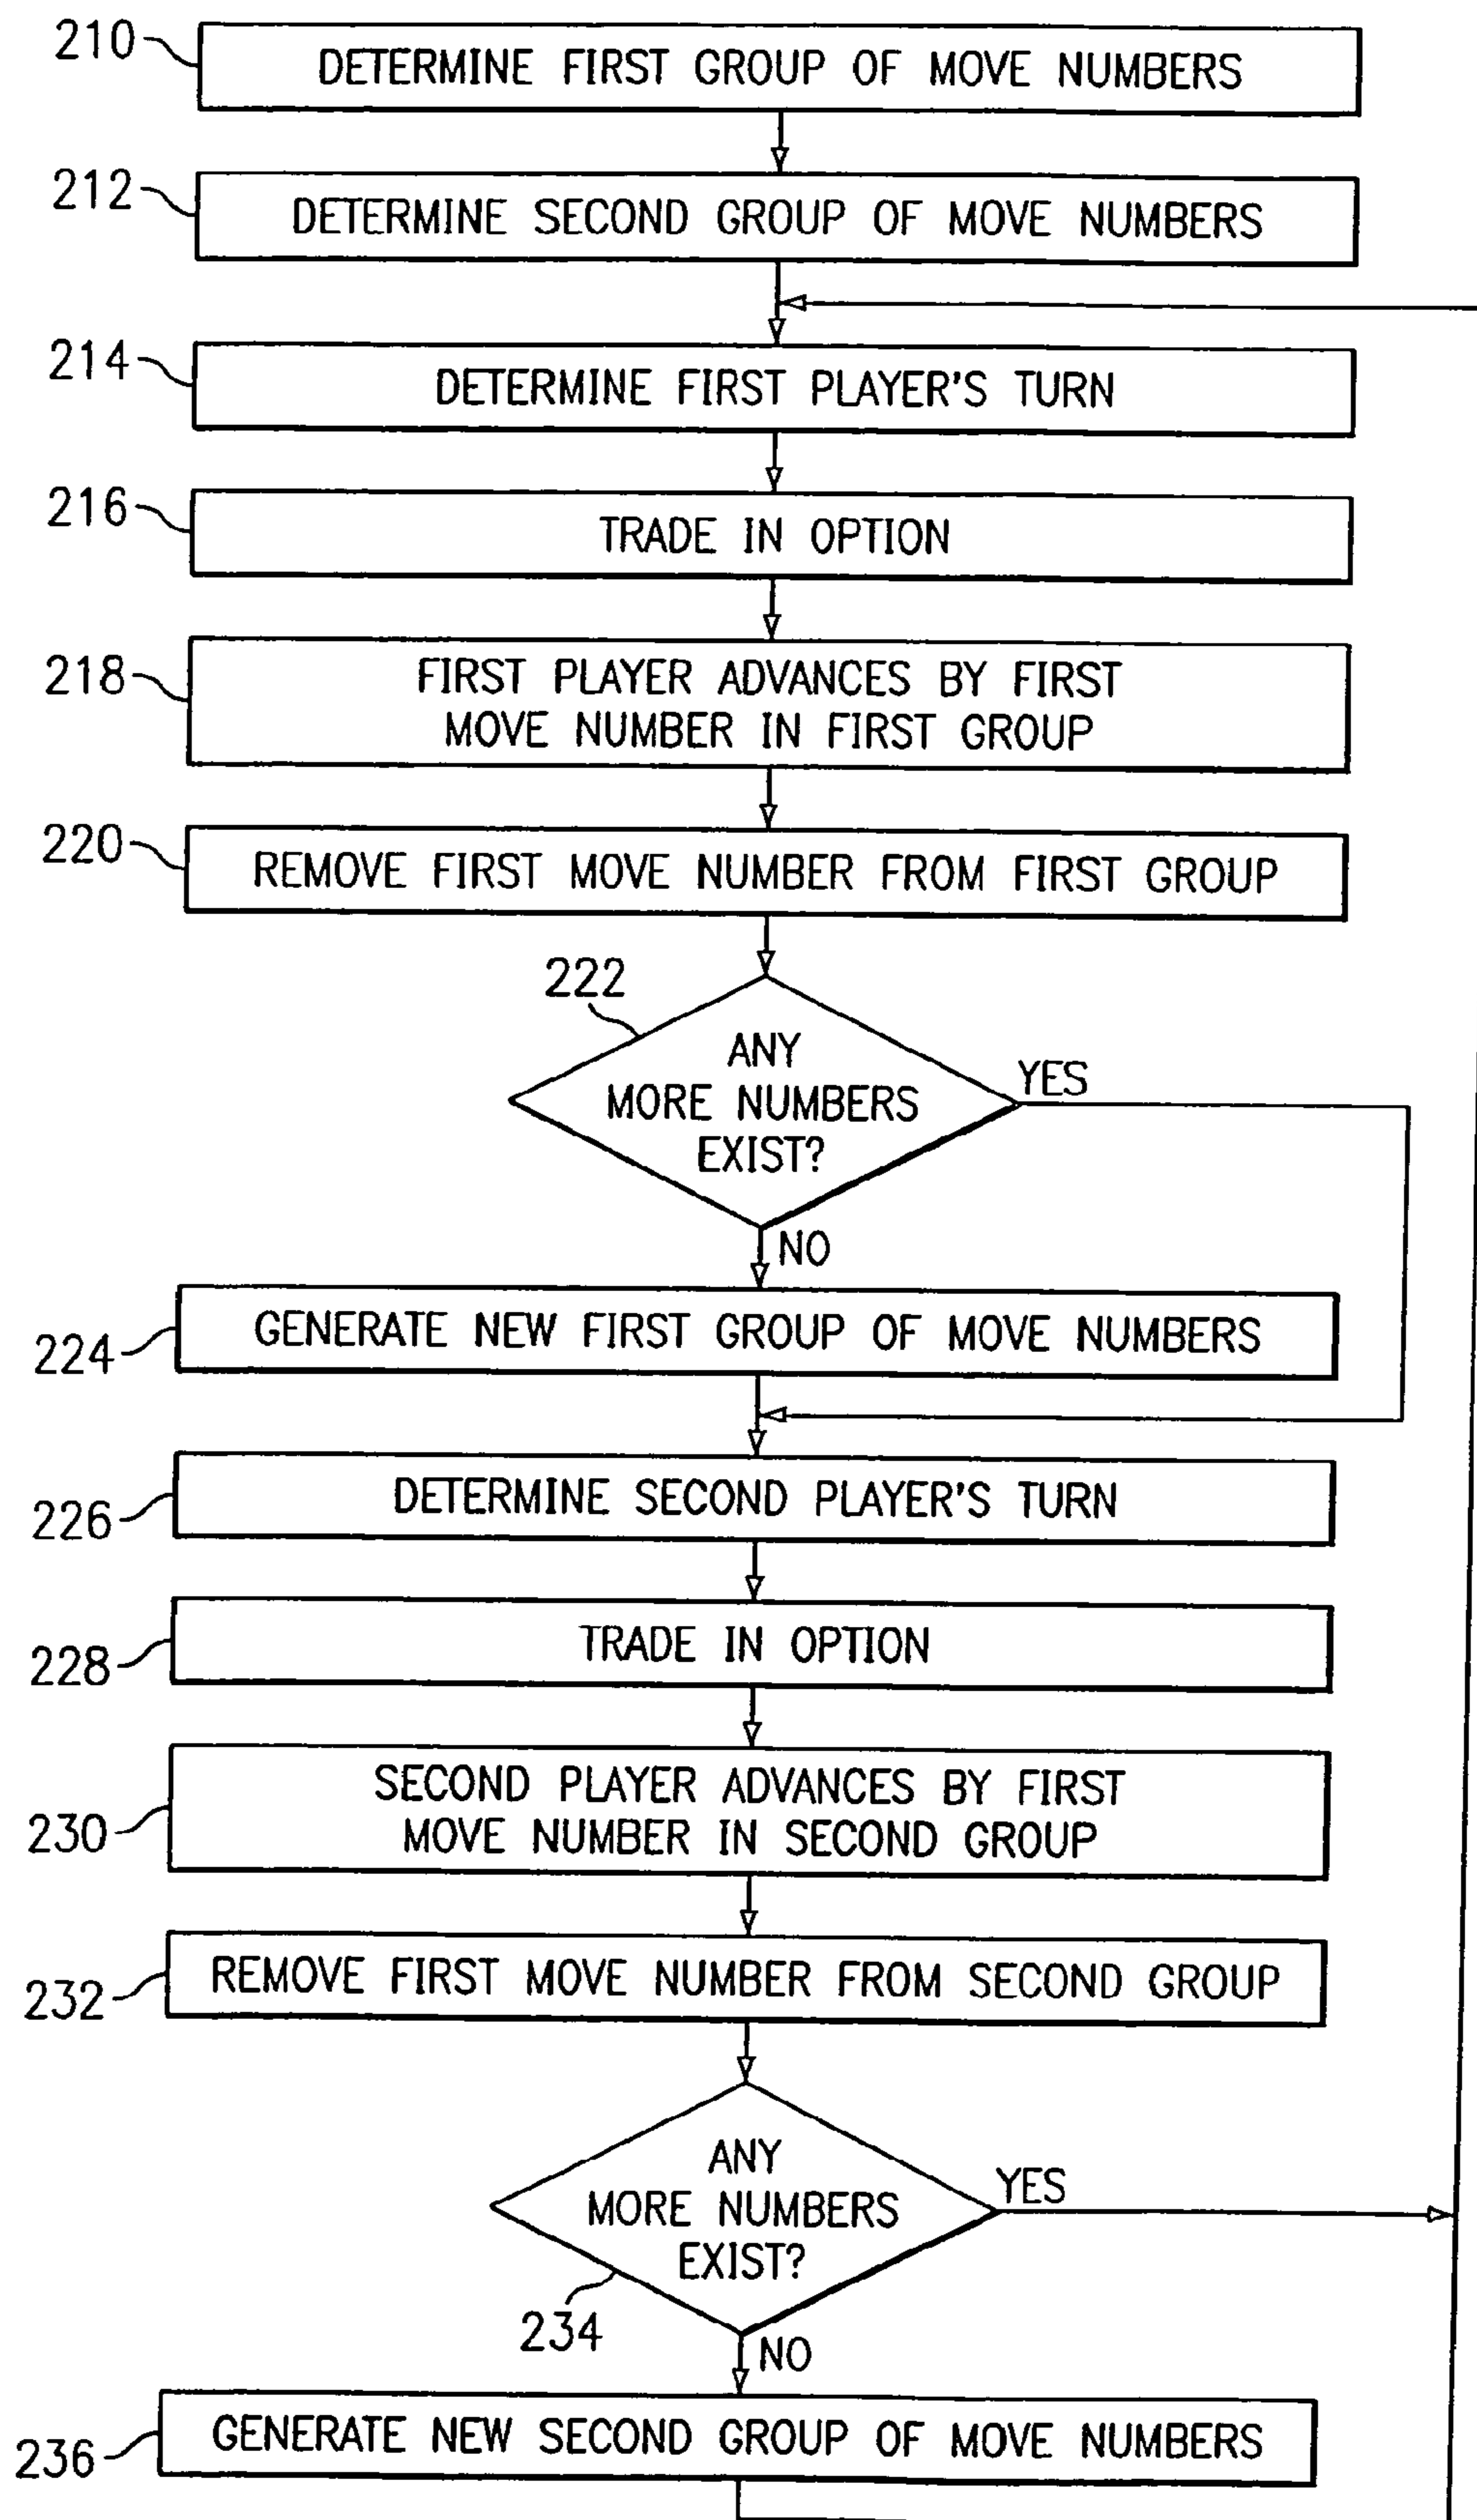 210
DETERMINE FIRST GROUP OF MOVE NUMBERS
212
DETERMINE SECOND GROUP OF MOVE NUMBERS
214
DETERMINE FIRST PLAYER'S TURN
216
TRADE IN OPTION
218
FIRST PLAYER ADVANCES BY FIRST
MOVE NUMBER IN FIRST GROUP
220
REMOVE FIRST MOVE NUMBER FROM FIRST GROUP
222
ANY
MORE NUMBERS
EXIST?
YES
NO
224
GENERATE NEW FIRST GROUP OF MOVE NUMBERS
226
DETERMINE SECOND PLAYER'S TURN
228
TRADE IN OPTION
230
SECOND PLAYER ADVANCES BY FIRST
MOVE NUMBER IN SECOND GROUP
232
REMOVE FIRST MOVE NUMBER FROM SECOND GROUP
ANY
MORE NUMBERS
EXIST?
YES
234
NO
236
GENERATE NEW SECOND GROUP OF MOVE NUMBERS